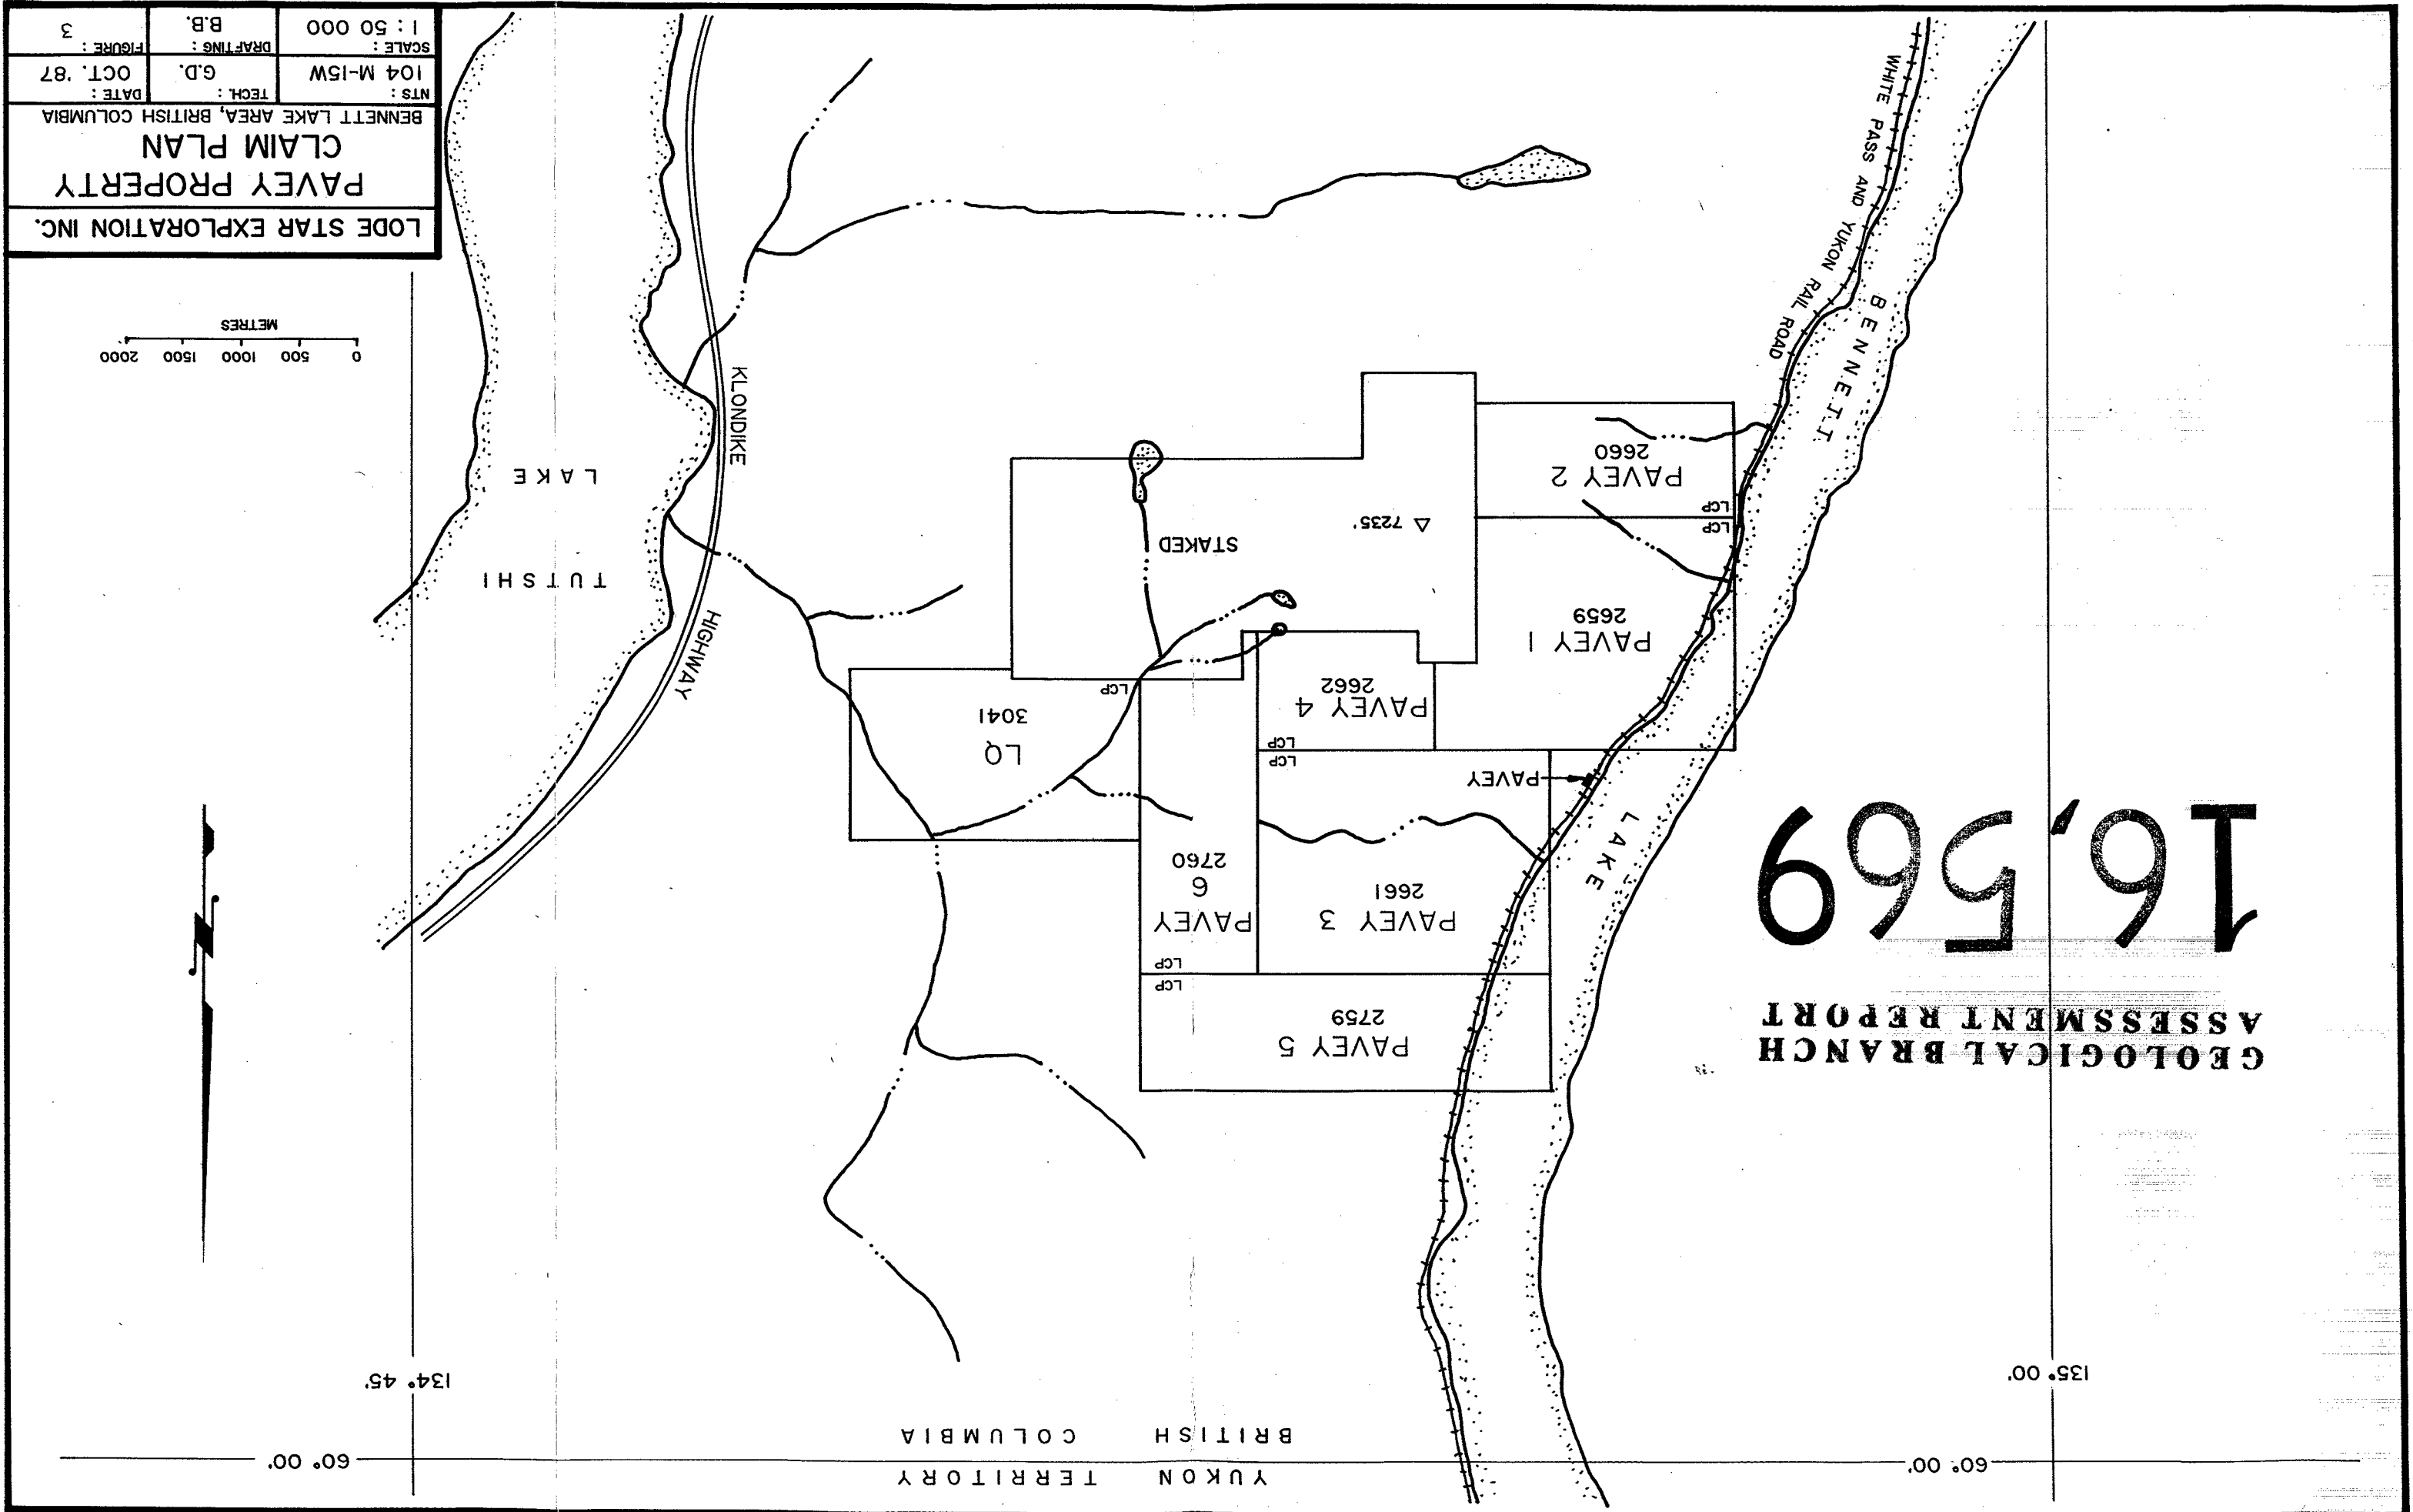 YUKON TERRITORY
BRITISH COLUMBIA
60° 00'
60° 00'
135° 00'
134° 45'
GEOLOGICAL BRANCH
ASSESSMENT REPORT
16,569
PAVEY 5
2759
LCP
LCP
PAVEY 3
2661
PAVEY
6
2760
LAKE
PAVEY
LCP
LCP
PAVEY 4
2662
LQ
3041
LCP
PAVEY 1
2659
HIGHWAY
TUTSHI
LAKE
STAKED
△ 7235'
LCP
LCP
PAVEY 2
2660
KLONDIKE
BENNETT
WHITE PASS AND YUKON RAIL ROAD
0 500 1000 1500 2000
METRES
LODE STAR EXPLORATION INC.
PAVEY PROPERTY
CLAIM PLAN
BENNETT LAKE AREA, BRITISH COLUMBIA
NTS: TECH.: DATE:
104 M-15W G.D. OCT. '87
SCALE: DRAFTING: FIGURE:
1 : 50 000 B.B. 3